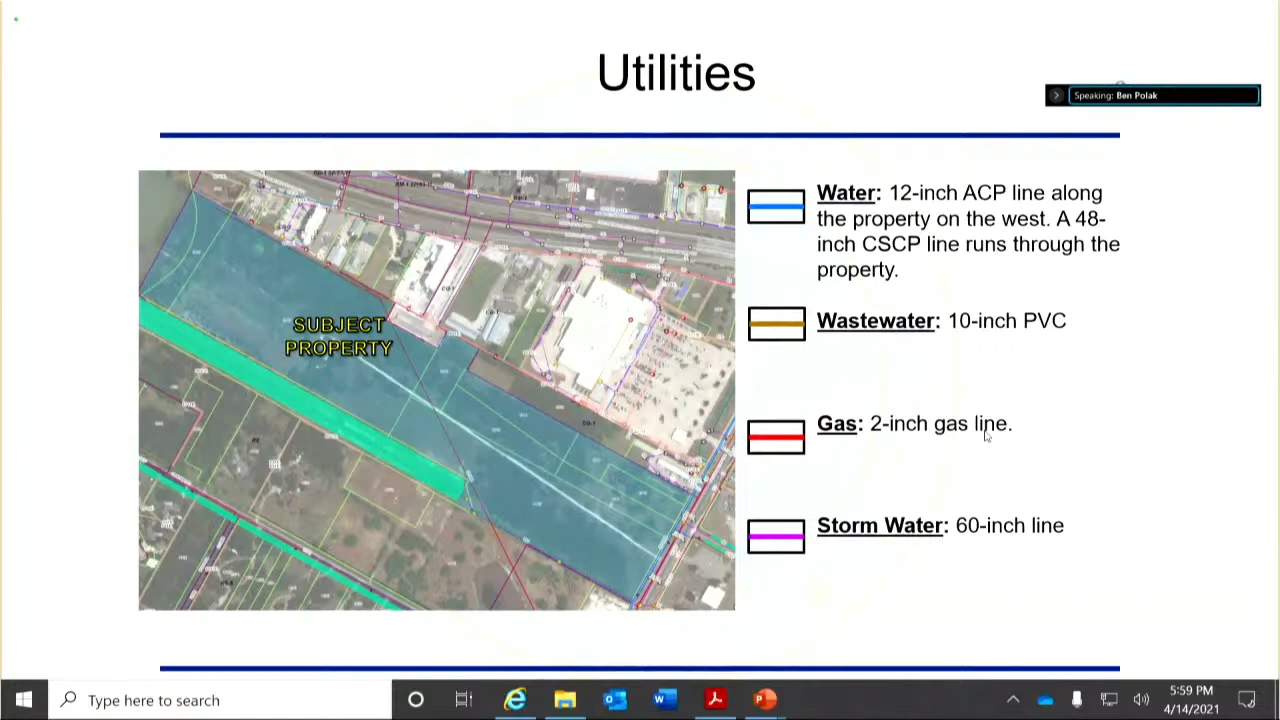 Utilities
Speaking: Ben Polak
SUBJECT
PROPERTY
Water: 12-inch ACP line along
the property on the west. A 48-
inch CSCP line runs through the
property.
Wastewater: 10-inch PVC
Gas: 2-inch gas line.
Storm Water: 60-inch line
Type here to search
5:59 PM
4/14/2021